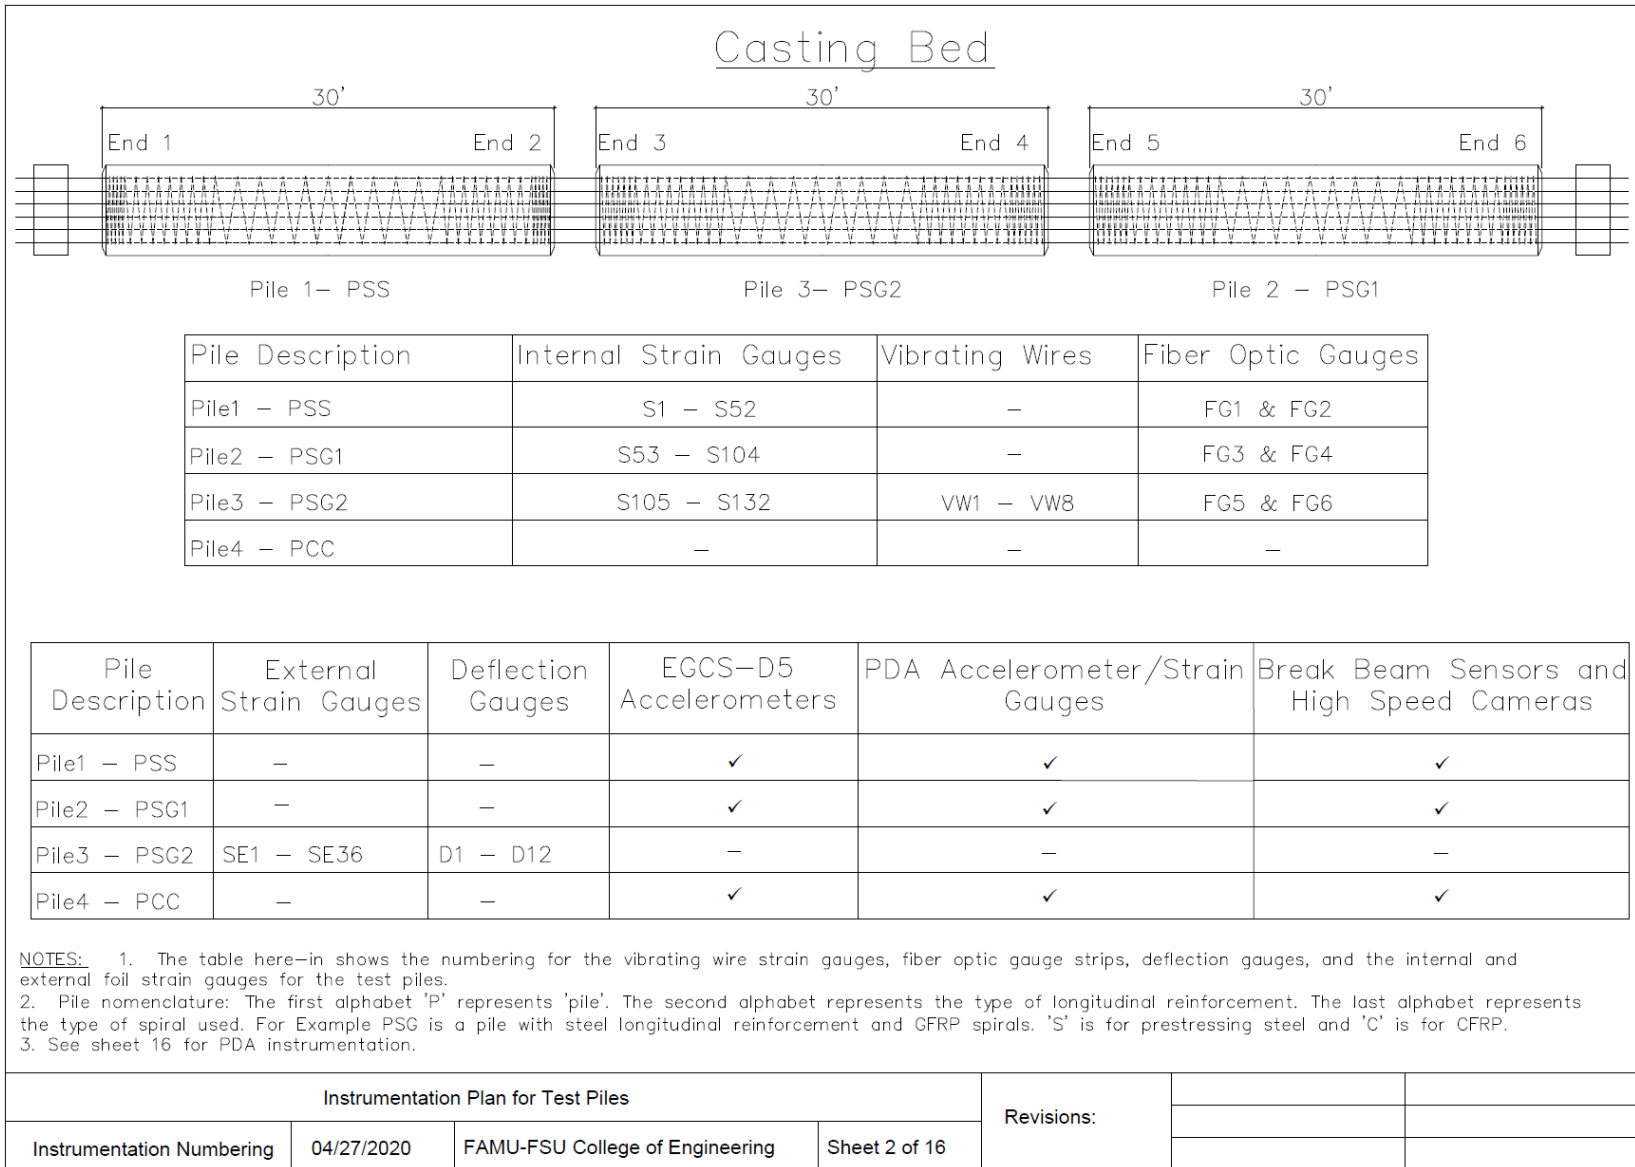 Casting Bed
30'
30'
30'
End 1
End 2
End 3
End 4
End 5
End 6
Pile 1- PSS
Pile 3- PSG2
Pile 2 - PSG1
Pile Description Internal Strain Gauges Vibrating Wires Fiber Optic Gauges
Pile1 - PSS S1 - S52 - FG1 & FG2
Pile2 - PSG1 S53 - S104 - FG3 & FG4
Pile3 - PSG2 S105 - S132 VW1 - VW8 FG5 & FG6
Pile4 - PCC - - -
Pile External Deflection EGCS-D5 PDA Accelerometer/Strain Break Beam Sensors and
Description Strain Gauges Gauges Accelerometers Gauges High Speed Cameras
Pile1 - PSS - - ✓ ✓ ✓
Pile2 - PSG1 - - ✓ ✓ ✓
Pile3 - PSG2 SE1 - SE36 D1 - D12 - - -
Pile4 - PCC - - ✓ ✓ ✓
NOTES: 1. The table here-in shows the numbering for the vibrating wire strain gauges, fiber optic gauge strips, deflection gauges, and the internal and
external foil strain gauges for the test piles.
2. Pile nomenclature: The first alphabet 'P' represents 'pile'. The second alphabet represents the type of longitudinal reinforcement. The last alphabet represents
the type of spiral used. For Example PSG is a pile with steel longitudinal reinforcement and GFRP spirals. 'S' is for prestressing steel and 'C' is for CFRP.
3. See sheet 16 for PDA instrumentation.
Instrumentation Plan for Test Piles
Revisions:
Instrumentation Numbering 04/27/2020 FAMU-FSU College of Engineering Sheet 2 of 16